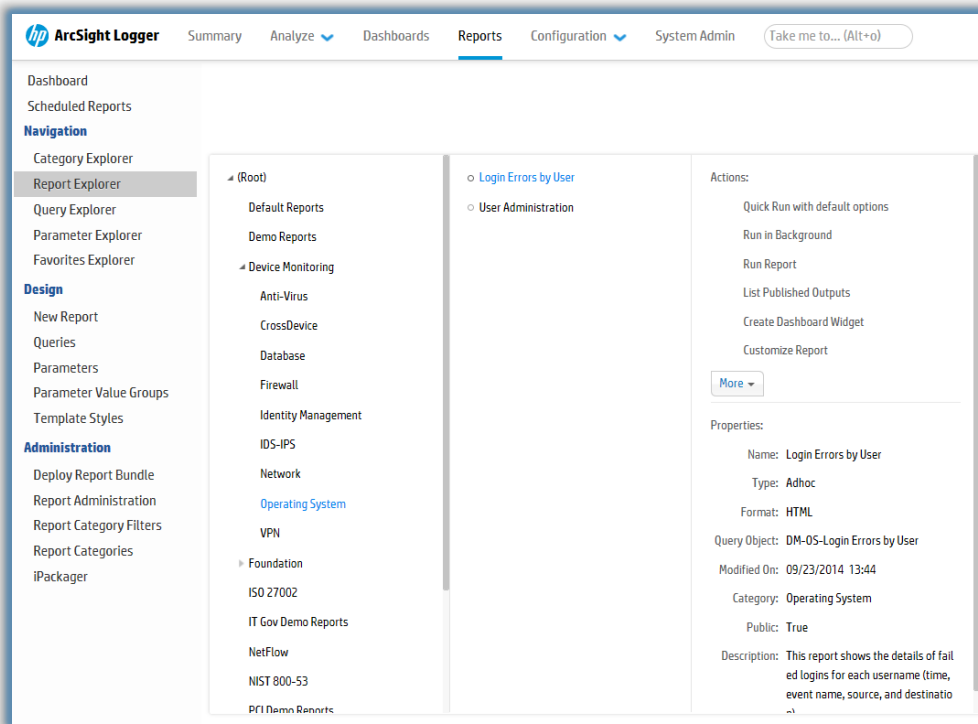 hp ArcSight Logger Summary Analyze Dashboards Reports Configuration System Admin Take me to... (Alt+o)
Dashboard
Scheduled Reports
Navigation
Category Explorer
Report Explorer
Query Explorer
Parameter Explorer
Favorites Explorer
Design
New Report
Queries
Parameters
Parameter Value Groups
Template Styles
Administration
Deploy Report Bundle
Report Administration
Report Category Filters
Report Categories
iPackager
(Root)
Default Reports
Demo Reports
Device Monitoring
Anti-Virus
CrossDevice
Database
Firewall
Identity Management
IDS-IPS
Network
Operating System
VPN
Foundation
ISO 27002
IT Gov Demo Reports
NetFlow
NIST 800-53
PCI Demo Reports
Login Errors by User
User Administration
Actions:
Quick Run with default options
Run in Background
Run Report
List Published Outputs
Create Dashboard Widget
Customize Report
More
Properties:
Name: Login Errors by User
Type: Adhoc
Format: HTML
Query Object: DM-OS-Login Errors by User
Modified On: 09/23/2014 13:44
Category: Operating System
Public: True
Description: This report shows the details of fail
ed logins for each username (time,
event name, source, and destinatio
n)